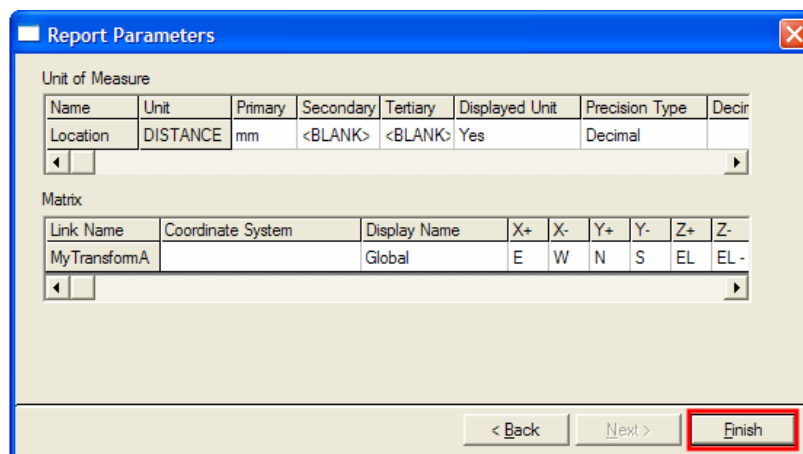 Report Parameters
Unit of Measure
Name Unit Primary Secondary Tertiary Displayed Unit Precision Type Decir
Location DISTANCE mm <BLANK> <BLANK> Yes Decimal
Matrix
Link Name Coordinate System Display Name X+ X- Y+ Y- Z+ Z-
MyTransformA Global E W N S EL EL -
< Back Next > Finish